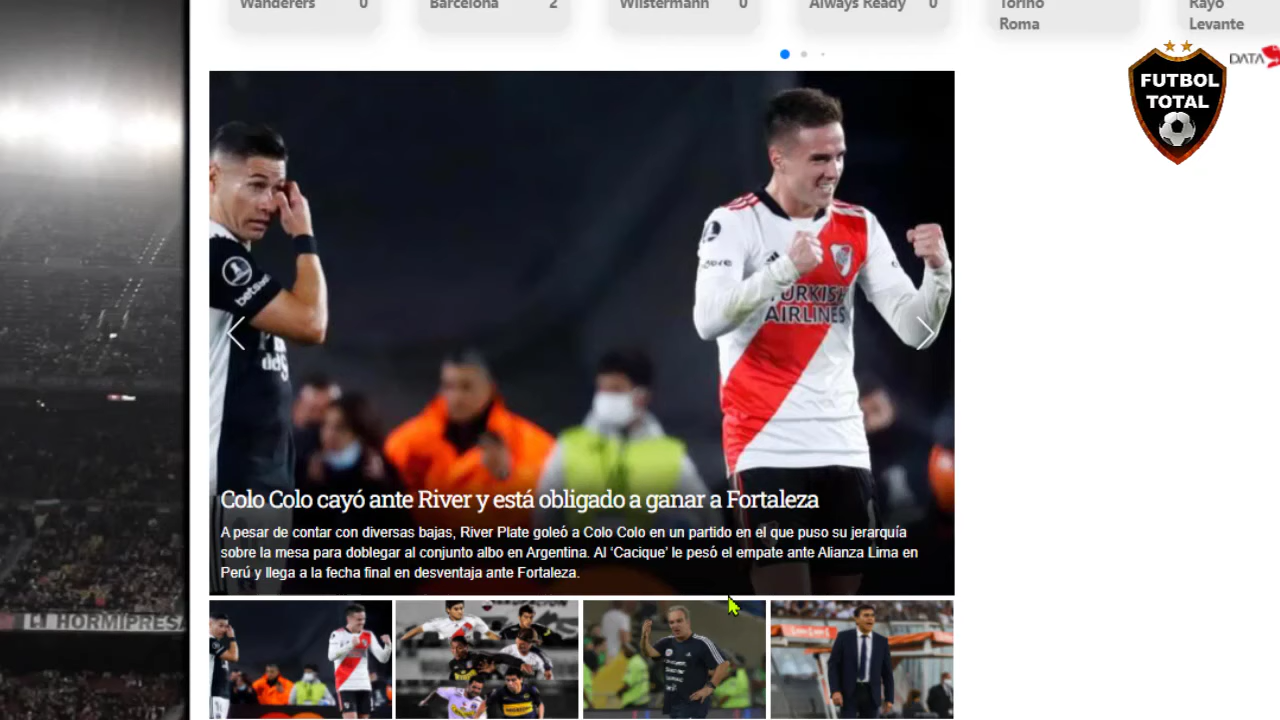 Wanderers 0
Barcelona 2
Wilstermann 0
Always Ready 0
Torino
Roma
Rayo
Levante
DATA
FUTBOL
TOTAL
TURKISH
AIRLINES
Colo Colo cayó ante River y está obligado a ganar a Fortaleza
A pesar de contar con diversas bajas, River Plate goleó a Colo Colo en un partido en el que puso su jerarquía
sobre la mesa para doblegar al conjunto albo en Argentina. Al ‘Cacique’ le pesó el empate ante Alianza Lima en
Perú y llega a la fecha final en desventaja ante Fortaleza.
HORMIPRESA